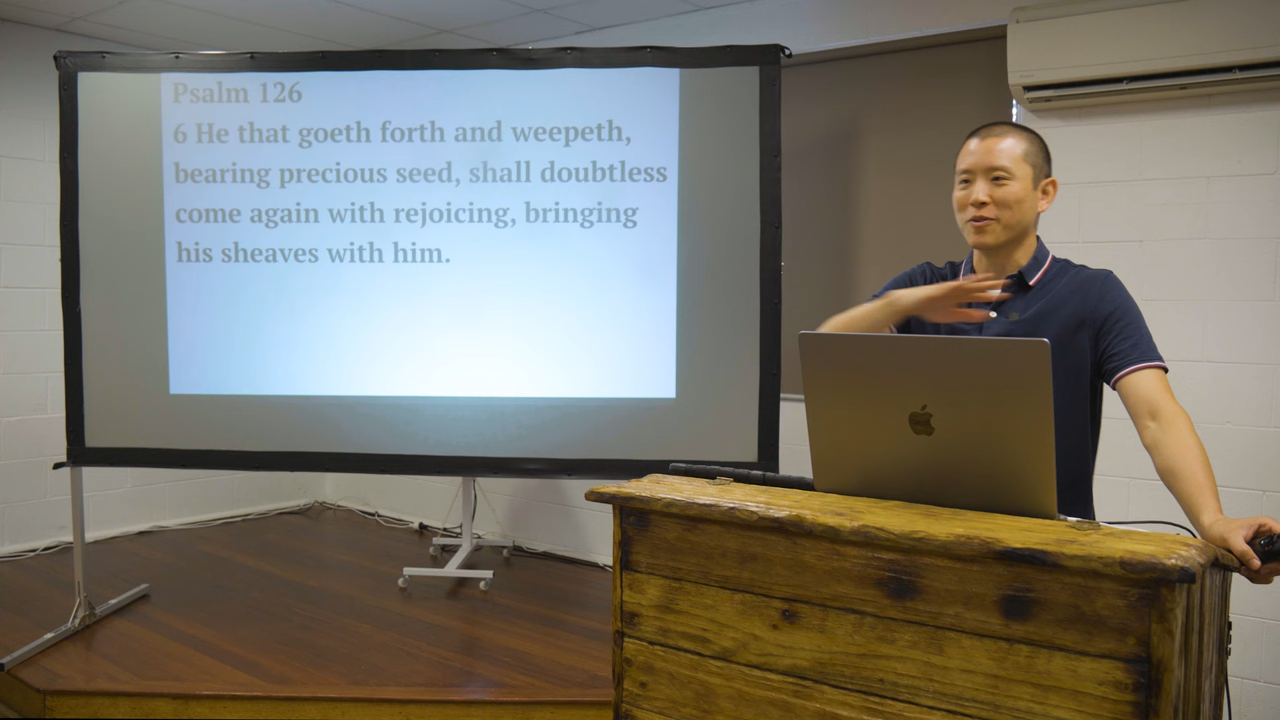 Psalm 126
6 He that goeth forth and weepeth,
bearing precious seed, shall doubtless
come again with rejoicing, bringing
his sheaves with him.